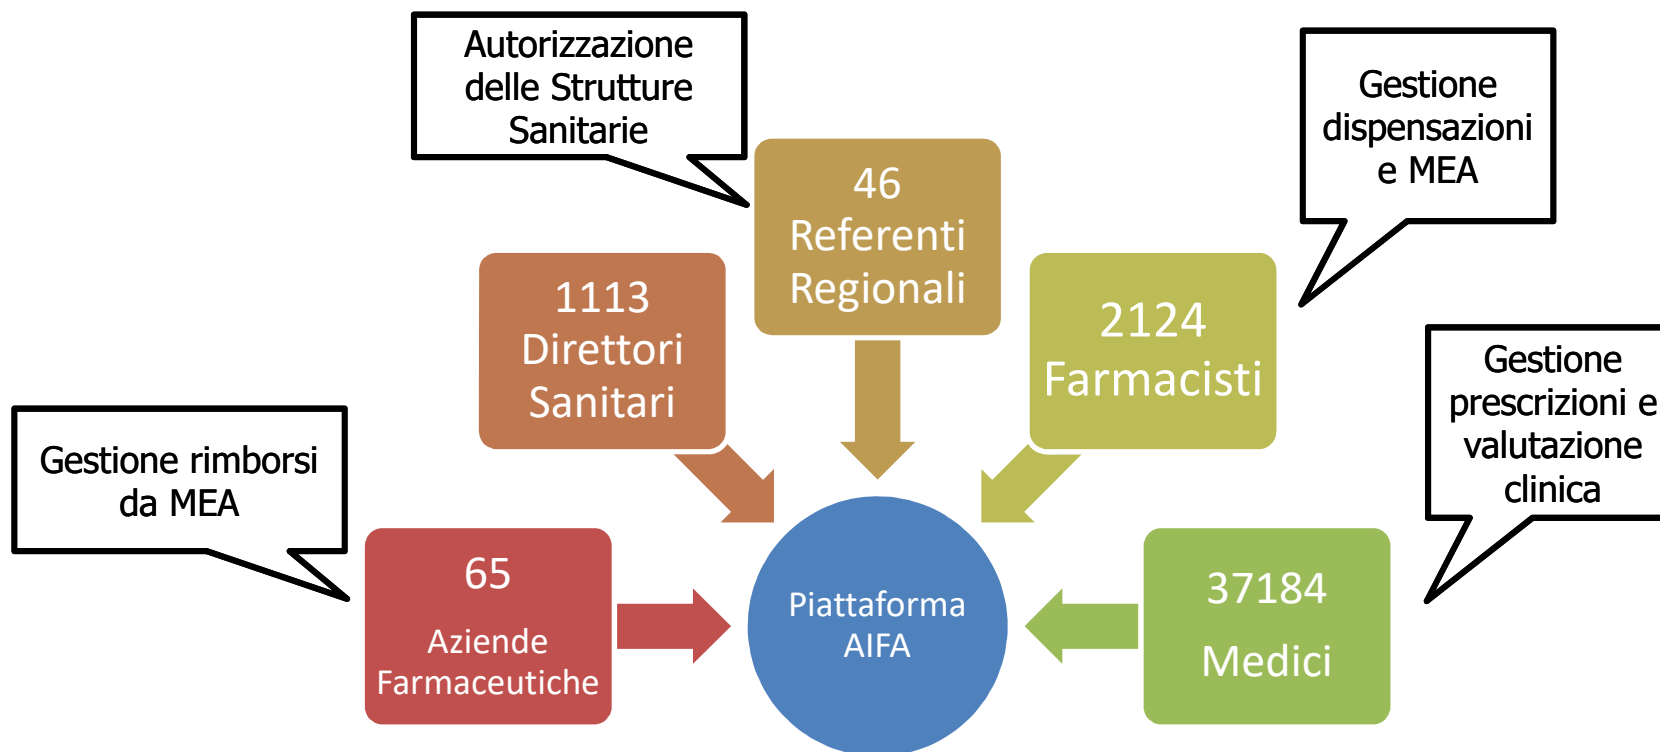 Autorizzazione
delle Strutture
Sanitarie
Gestione
dispensazioni
e MEA
46
Referenti
Regionali
1113
Direttori
Sanitari
2124
Farmacisti
Gestione rimborsi
da MEA
Gestione
prescrizioni e
valutazione
clinica
65
Aziende
Farmaceutiche
Piattaforma
AIFA
37184
Medici